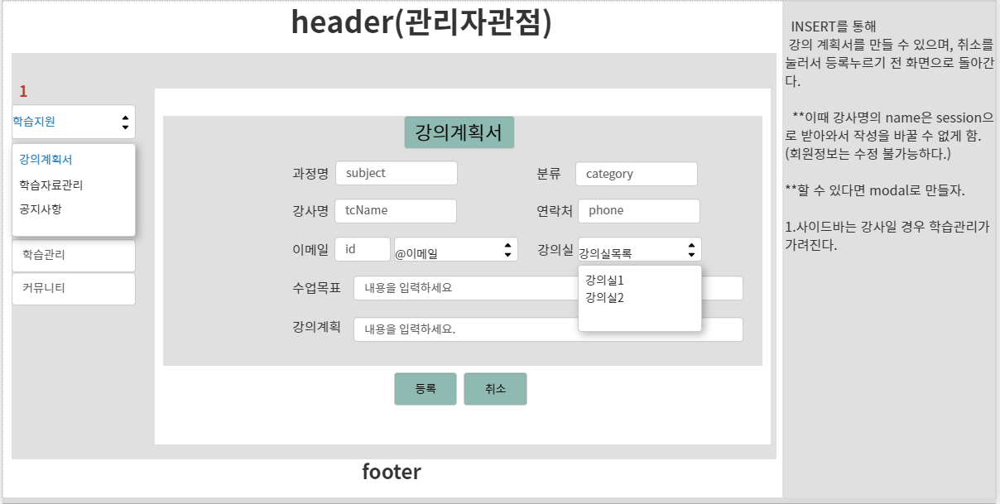 header(관리자관점)
1
학습지원
강의계획서
학습자료관리
공지사항
학습관리
커뮤니티
강의계획서
과정명 subject 분류 category
강사명 tcName 연락처 phone
이메일 id @이메일 강의실 강의실목록
강의실1
강의실2
수업목표 내용을 입력하세요
강의계획 내용을 입력하세요.
등록 취소
footer
INSERT를 통해
강의 계획서를 만들 수 있으며, 취소를
눌러서 등록누르기 전 화면으로 돌아간
다.
**이때 강사명의 name은 session으
로 받아와서 작성을 바꿀 수 없게 함.
(회원정보는 수정 불가능하다.)
**할 수 있다면 modal로 만들자.
1.사이드바는 강사일 경우 학습관리가
가려진다.